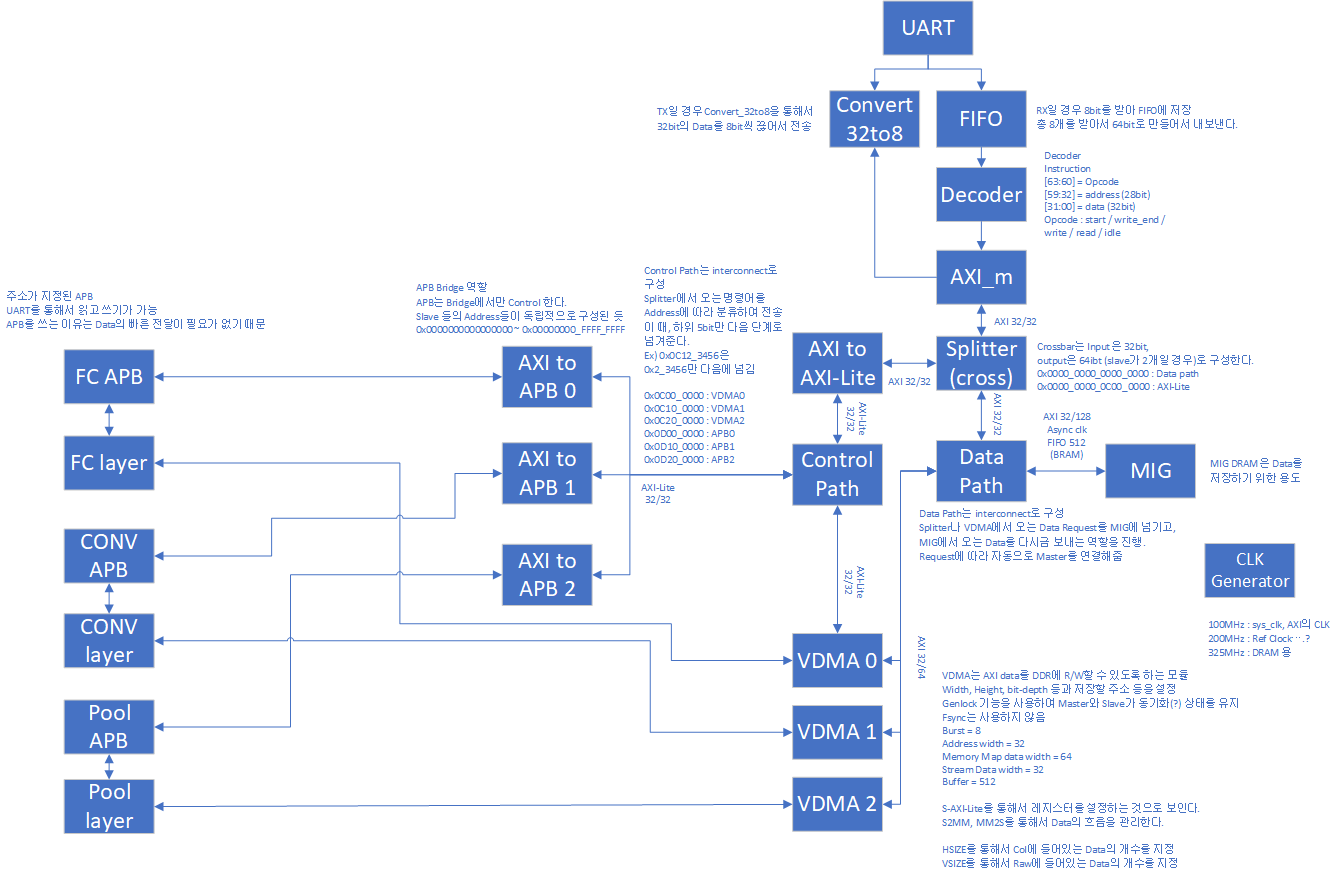 UART
TX일 경우 Convert_32to8을 통해서
32bit의 Data를 8bit씩 끊어서 전송
Convert
32to8
FIFO
RX일 경우 8bit를 받아 FIFO에 저장
총 8개를 받아서 64bit로 만들어서 내보낸다.
Decoder
Decoder
Instruction
[63:60] = Opcode
[59:32] = address (28bit)
[31:00] = data (32bit)
Opcode : start / write_end /
write / read / idle
AXI_m
AXI 32/32
주소가 지정된 APB
UART를 통해서 읽고 쓰기가 가능
APB를 쓰는 이유는 Data의 빠른 전달이 필요가 없기 때문
APB Bridge 역할
APB는 Bridge에서만 Control 한다.
Slave 들의 Address들이 독립적으로 구성된 듯
0x0000000000000000~ 0x00000000_FFFF_FFFF
Control Path는 interconnect로
구성
Splitter에서 오는 명령어를
Address에 따라 분류하여 전송
이 때, 하위 5bit만 다음 단계로
넘겨준다.
Ex) 0x0C12_3456은
0x2_3456만 다음에 넘김
0x0C00_0000 : VDMA0
0x0C10_0000 : VDMA1
0x0C20_0000 : VDMA2
0x0D00_0000 : APB0
0x0D10_0000 : APB1
0x0D20_0000 : APB2
AXI to
AXI-Lite
AXI 32/32
Splitter
(cross)
Crossbar는 Input 은 32bit,
output은 64ibt (slave가 2개일 경우)로 구성한다.
0x0000_0000_0000_0000 : Data path
0x0000_0000_0C00_0000 : AXI-Lite
FC APB
AXI to
APB 0
AXI-Lite
32/32
AXI 32/32
AXI 32/128
Async clk
FIFO 512
(BRAM)
FC layer
AXI to
APB 1
AXI-Lite
32/32
Control
Path
Data
Path
MIG
MIG DRAM 은 Data를
저장하기 위한 용도
Data Path는 interconnect로 구성
Splitter나 VDMA에서 오는 Data Request를 MIG에 넘기고,
MIG에서 오는 Data를 다시금 보내는 역할을 진행.
Request에 따라 자동으로 Master를 연결해줌
CONV
APB
AXI to
APB 2
AXI-Lite
32/32
CLK
Generator
100MHz : sys_clk, AXI의 CLK
200MHz : Ref Clock….?
325MHz : DRAM 용
CONV
layer
VDMA 0
AXI 32/64
VDMA는 AXI data를 DDR에 R/W할 수 있도록 하는 모듈
Width, Height, bit-depth 등과 저장할 주소 등을 설정
Genlock 기능을 사용하여 Master와 Slave가 동기화(?) 상태를 유지
Fsync는 사용하지 않음
Burst = 8
Address width = 32
Memory Map data width = 64
Stream Data width = 32
Buffer = 512
Pool
APB
VDMA 1
Pool
layer
VDMA 2
S-AXI-Lite을 통해서 레지스터를 설정하는 것으로 보인다.
S2MM, MM2S를 통해서 Data의 흐름을 관리한다.
HSIZE를 통해서 Col에 들어있는 Data의 개수를 지정
VSIZE를 통해서 Raw에 들어있는 Data의 개수를 지정